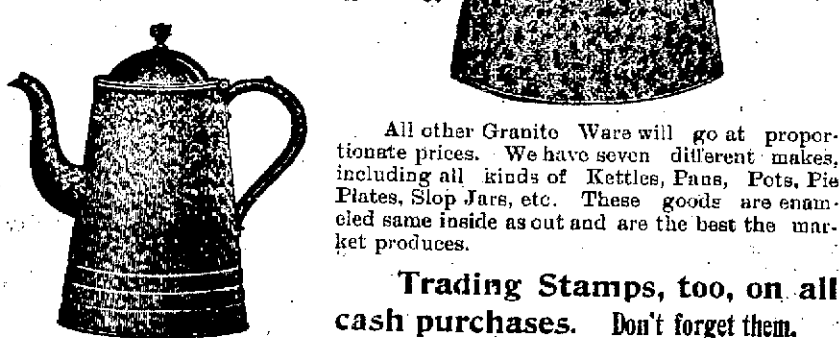 All other Granite Ware will go at propor-
tionate prices. We have seven different makes,
including all kinds of Kettles, Pans, Pots, Pie
Plates, Slop Jars, etc. These goods are enam-
eled same inside as out and are the best the mar-
ket produces.
Trading Stamps, too, on all
cash purchases. Don't forget them.